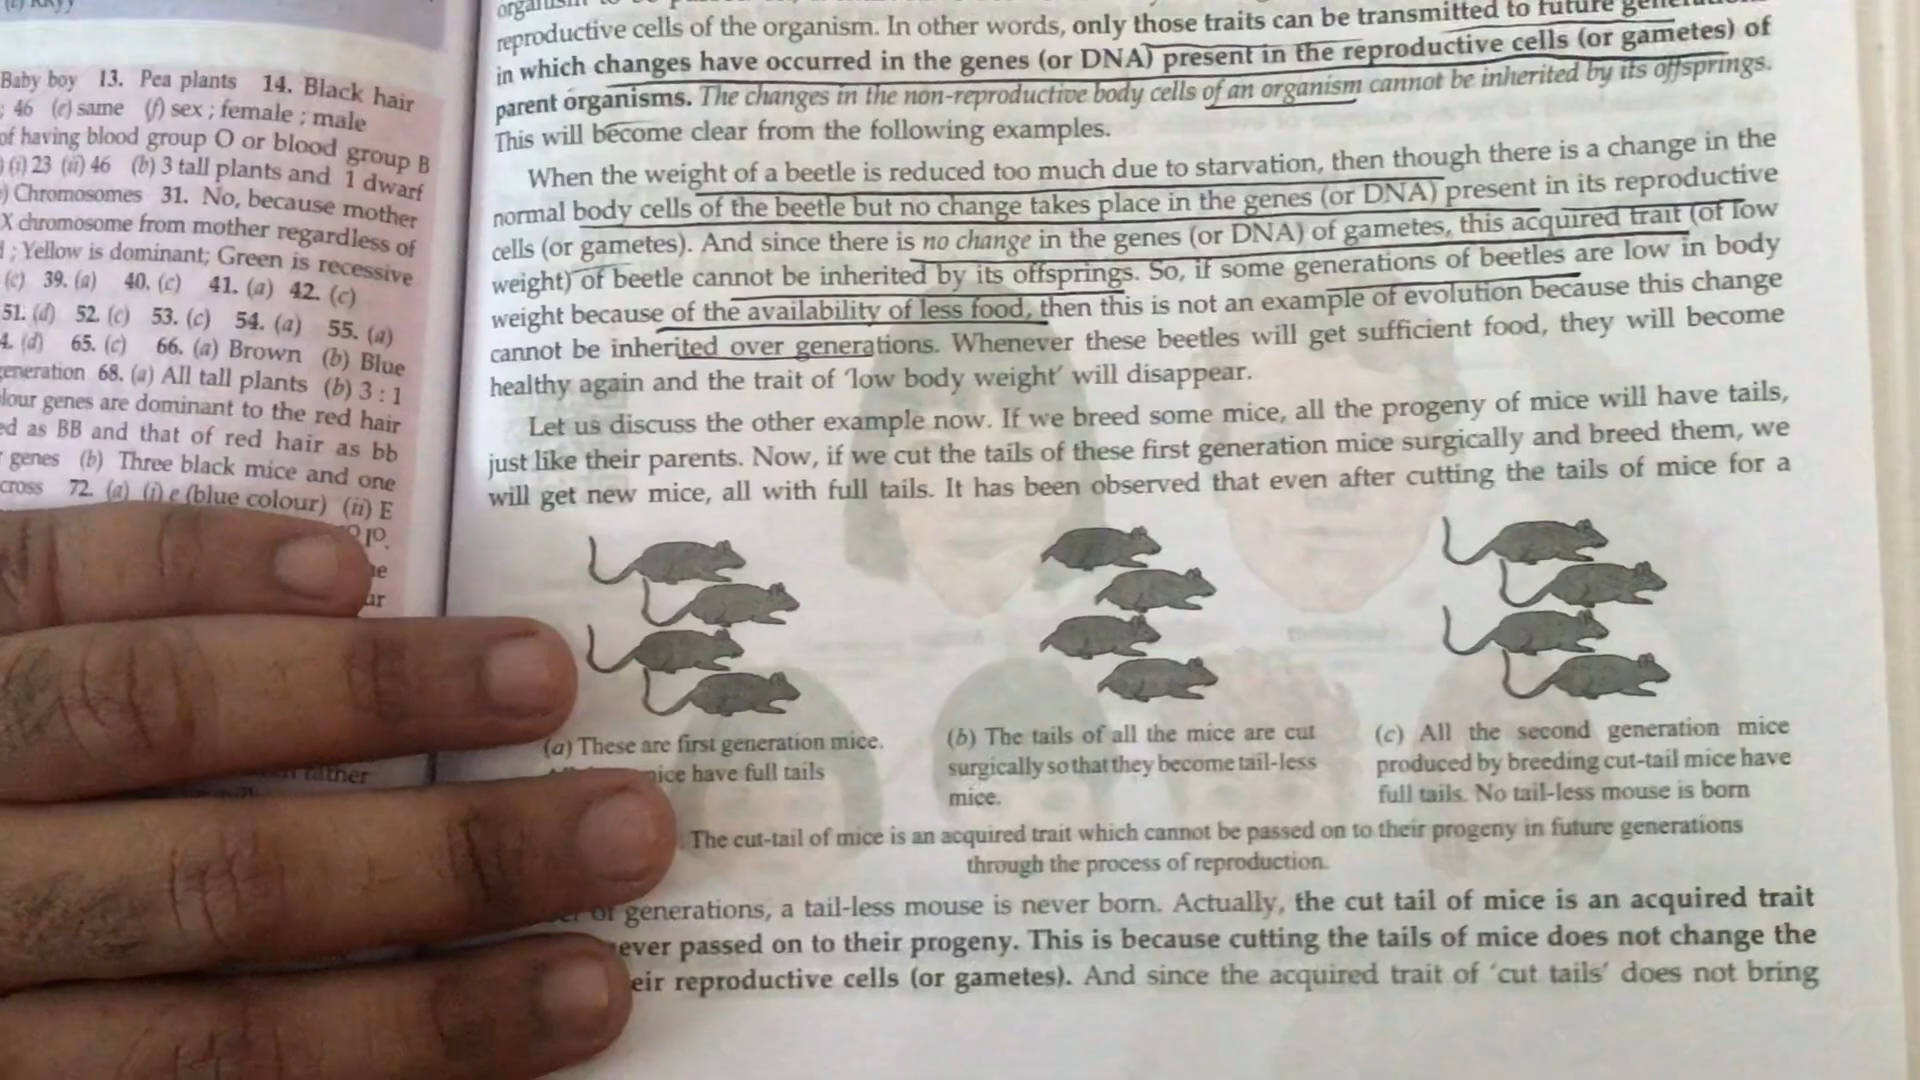 (c) RRyy
Baby boy 13. Pea plants 14. Black hair
; 46 (e) same (f) sex ; female ; male
of having blood group O or blood group B
(i) 23 (ii) 46 (b) 3 tall plants and 1 dwarf
) Chromosomes 31. No, because mother
X chromosome from mother regardless of
; Yellow is dominant; Green is recessive
(c) 39. (a) 40. (c) 41. (a) 42. (c)
51. (d) 52. (c) 53. (c) 54. (a) 55. (a)
4. (d) 65. (c) 66. (a) Brown (b) Blue
eneration 68. (a) All tall plants (b) 3 : 1
lour genes are dominant to the red hair
ed as BB and that of red hair as bb
genes (b) Three black mice and one
cross 72. (a) (i) e (blue colour) (ii) E
father
reproductive cells of the organism. In other words, only those traits can be transmitted to future
in which changes have occurred in the genes (or DNA) present in the reproductive cells (or gametes) of
parent organisms. The changes in the non-reproductive body cells of an organism cannot be inherited by its offsprings.
This will become clear from the following examples.
When the weight of a beetle is reduced too much due to starvation, then though there is a change in the
normal body cells of the beetle but no change takes place in the genes (or DNA) present in its reproductive
cells (or gametes). And since there is no change in the genes (or DNA) of gametes, this acquired trait (of low
weight) of beetle cannot be inherited by its offsprings. So, if some generations of beetles are low in body
weight because of the availability of less food, then this is not an example of evolution because this change
cannot be inherited over generations. Whenever these beetles will get sufficient food, they will become
healthy again and the trait of 'low body weight' will disappear.
Let us discuss the other example now. If we breed some mice, all the progeny of mice will have tails,
just like their parents. Now, if we cut the tails of these first generation mice surgically and breed them, we
will get new mice, all with full tails. It has been observed that even after cutting the tails of mice for a
(a) These are first generation mice.
mice have full tails
(b) The tails of all the mice are cut
surgically so that they become tail-less
mice.
(c) All the second generation mice
produced by breeding cut-tail mice have
full tails. No tail-less mouse is born
The cut-tail of mice is an acquired trait which cannot be passed on to their progeny in future generations
through the process of reproduction.
of generations, a tail-less mouse is never born. Actually, the cut tail of mice is an acquired trait
ever passed on to their progeny. This is because cutting the tails of mice does not change the
eir reproductive cells (or gametes). And since the acquired trait of 'cut tails' does not bring